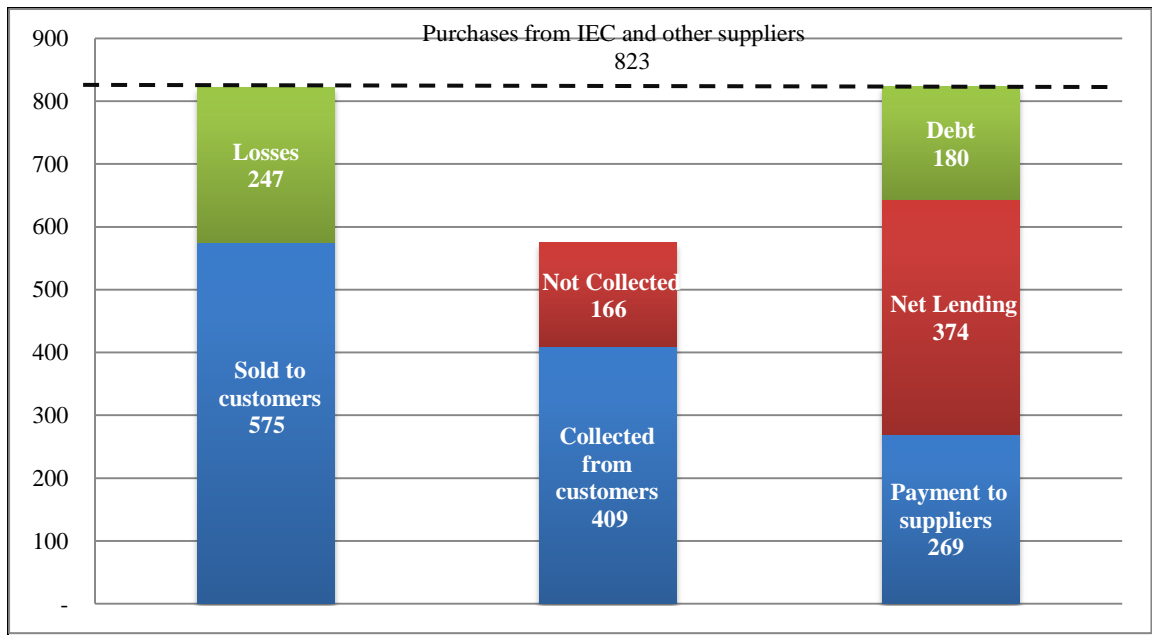 Purchases from IEC and other suppliers
823
900
800
700
600
500
400
300
200
100
-
Losses
247
Sold to
customers
575
Not Collected
166
Collected
from
customers
409
Debt
180
Net Lending
374
Payment to
suppliers
269